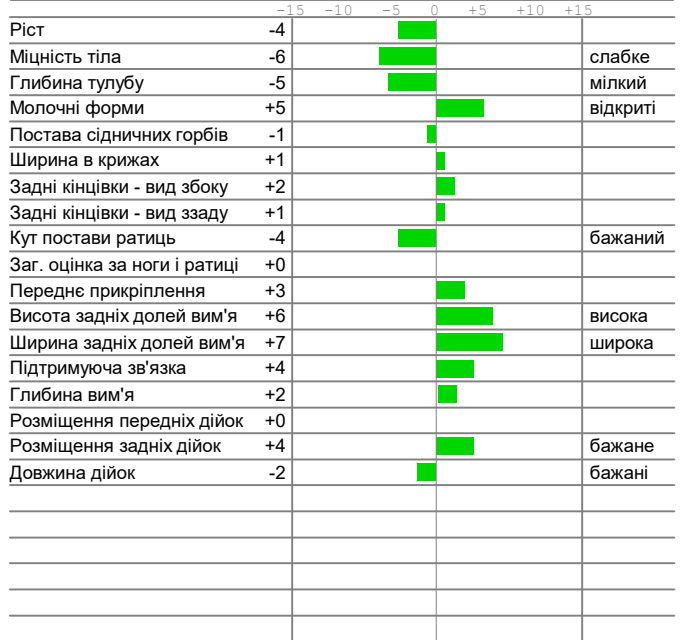 -15 -10 -5 0 +5 +10 +15
Ріст -4
Міцність тіла -6 слабке
Глибина тулубу -5 мілкий
Молочні форми +5 відкриті
Постава сідничних горбів -1
Ширина в крижах +1
Задні кінцівки - вид збоку +2
Задні кінцівки - вид ззаду +1
Кут постави ратиць -4 бажаний
Заг. оцінка за ноги і ратиці +0
Переднє прикріплення +3
Висота задніх долей вим'я +6 висока
Ширина задніх долей вим'я +7 широка
Підтримуюча зв'язка +4
Глибина вим'я +2
Розміщення передніх дійок +0
Розміщення задніх дійок +4 бажане
Довжина дійок -2 бажані